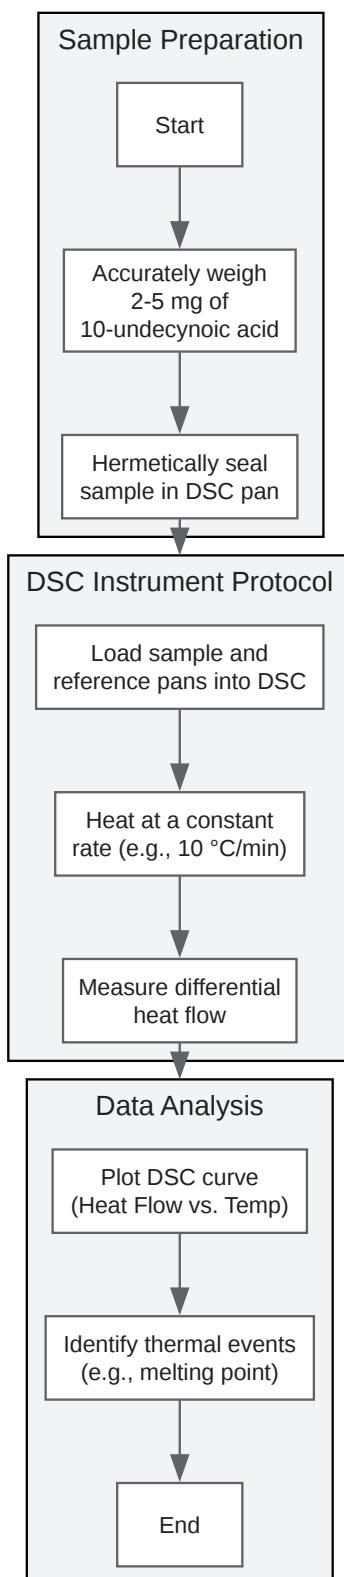 Sample Preparation
Start
Accurately weigh
2-5 mg of
10-undecynoic acid
Hermetically seal
sample in DSC pan
DSC Instrument Protocol
Load sample and
reference pans into DSC
Heat at a constant
rate (e.g., 10 °C/min)
Measure differential
heat flow
Data Analysis
Plot DSC curve
(Heat Flow vs. Temp)
Identify thermal events
(e.g., melting point)
End